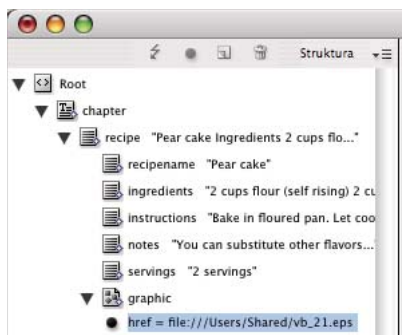 Struktura
Root
chapter
recipe "Pear cake Ingredients 2 cups flo..."
recipename "Pear cake"
ingredients "2 cups flour (self rising) 2 cu
instructions "Bake in floured pan. Let coo
notes "You can substitute other flavors...
servings "2 servings"
graphic
href = file:///Users/Shared/vb_21.eps